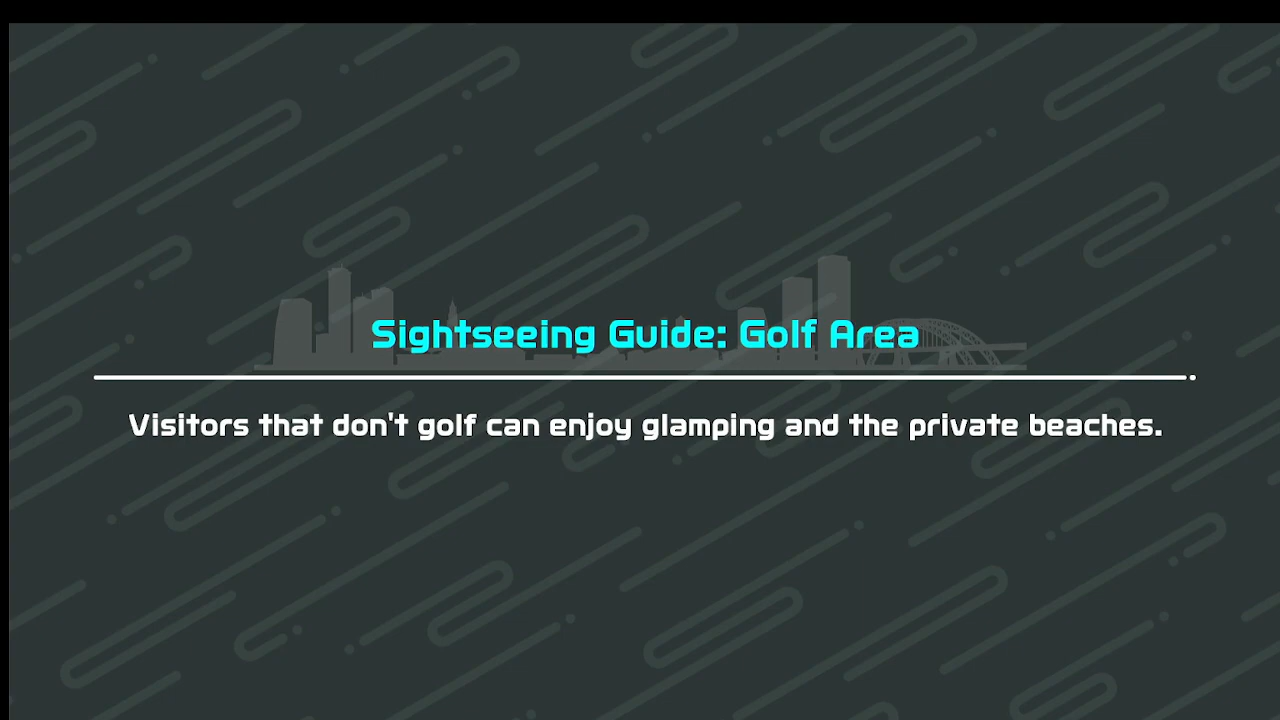 Sightseeing Guide: Golf Area
Visitors that don't golf can enjoy glamping and the private beaches.